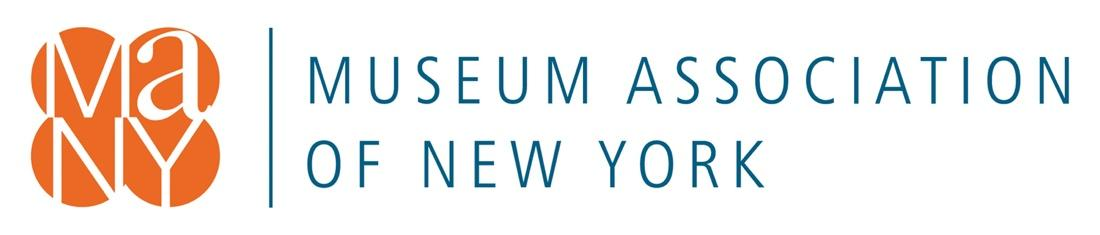 Ma
NY
MUSEUM ASSOCIATION
OF NEW YORK